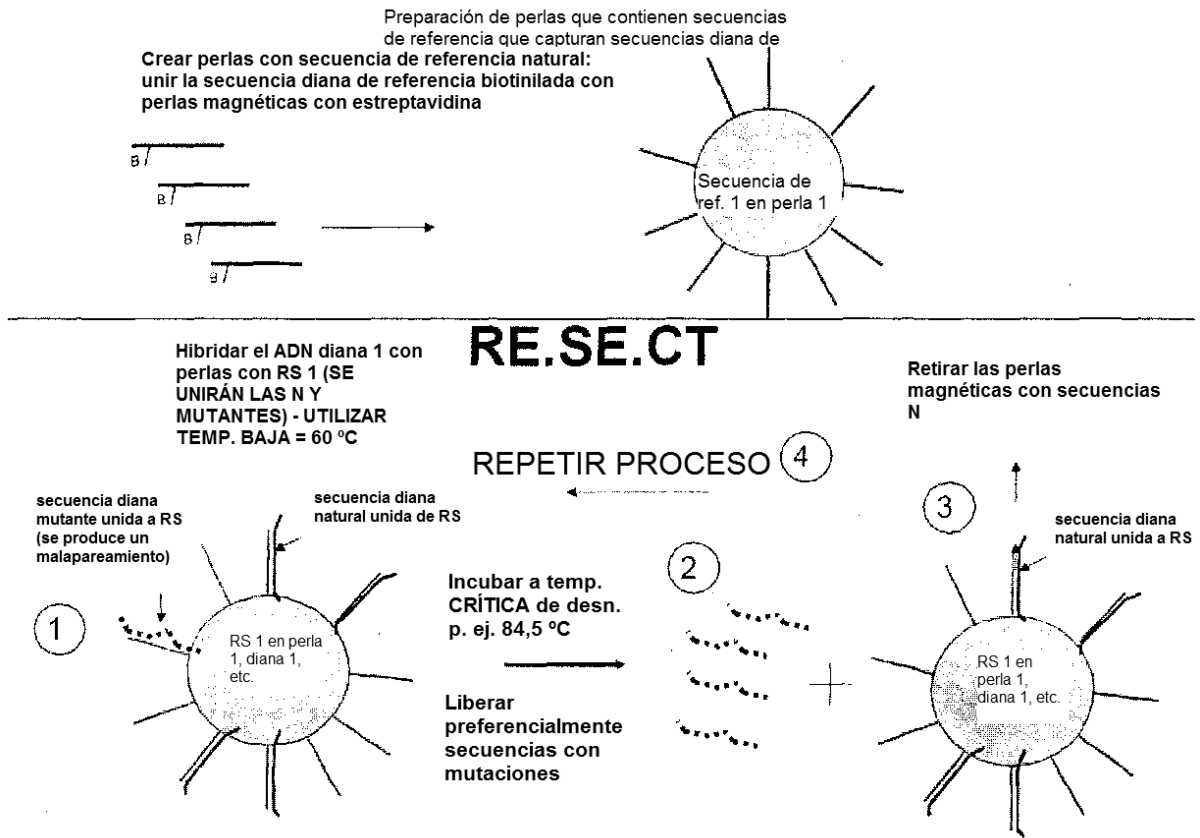 Preparación de perlas que contienen secuencias
de referencia que capturan secuencias diana de
Crear perlas con secuencia de referencia natural:
unir la secuencia diana de referencia biotinilada con
perlas magnéticas con estreptavidina
B
B
B
B
Secuencia de
ref. 1 en perla 1
RE.SE.CT
Hibridar el ADN diana 1 con
perlas con RS 1 (SE
UNIRÁN LAS N Y
MUTANTES) - UTILIZAR
TEMP. BAJA = 60 ºC
Retirar las perlas
magnéticas con secuencias
N
REPETIR PROCESO 4
secuencia diana
mutante unida a RS
(se produce un
malapareamiento)
secuencia diana
natural unida de RS
3
secuencia diana
natural unida a RS
1
RS 1 en perla
1, diana 1,
etc.
Incubar a temp.
CRÍTICA de desn.
p. ej. 84,5 ºC
Liberar
preferencialmente
secuencias con
mutaciones
2
RS 1 en
perla 1,
diana 1, etc.